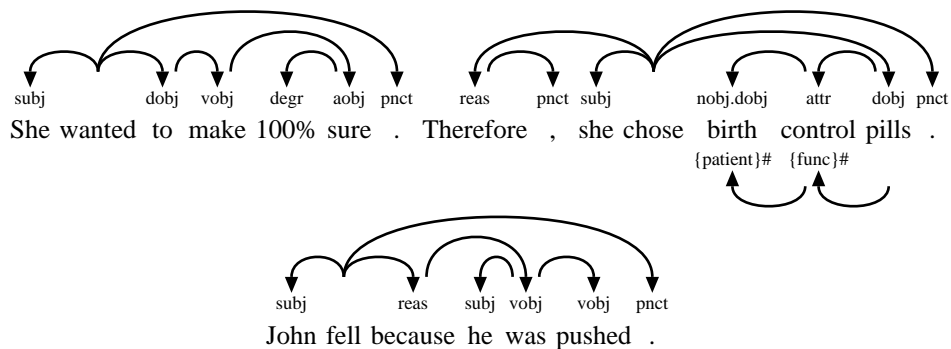 subj dobj vobj degr aobj pnct reas pnct subj nobj.dobj attr dobj pnct
She wanted to make 100% sure . Therefore , she chose birth control pills .
{patient}# {func}#
subj reas subj vobj vobj pnct
John fell because he was pushed .